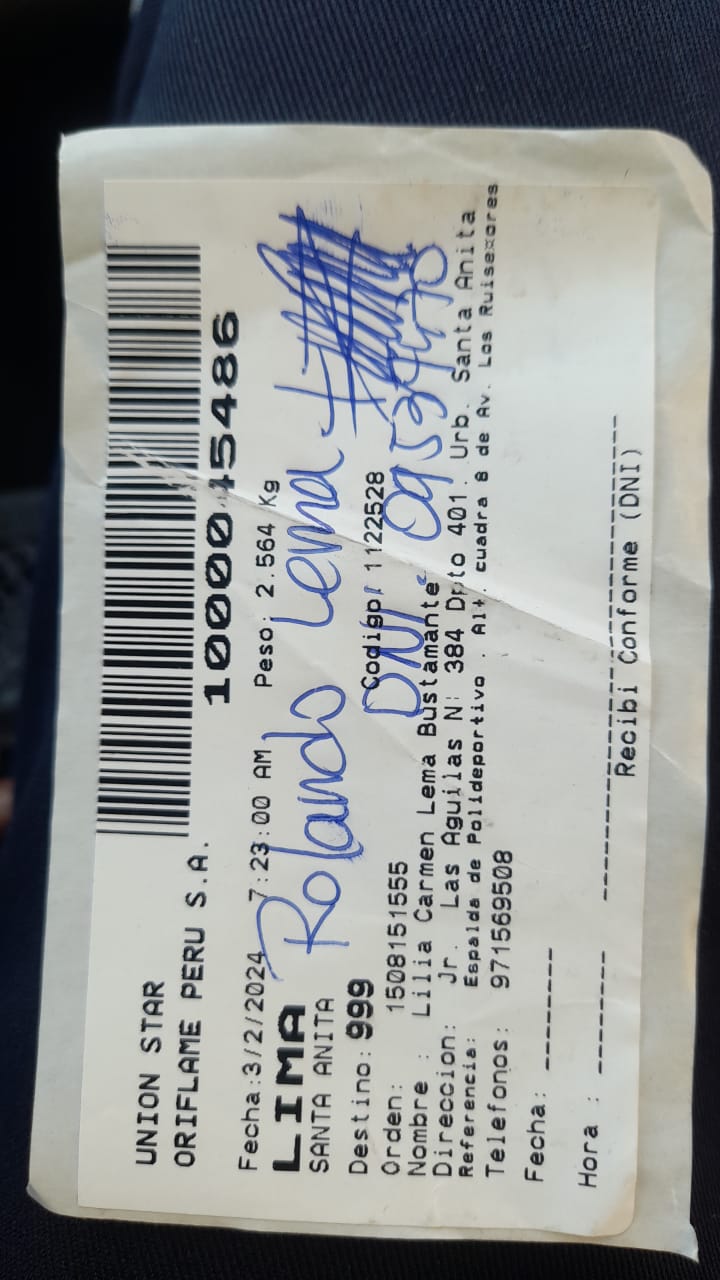 UNION STAR
ORIFLAME PERU S.A.
1000045486
Fecha:3/2/2024 7:23:00 AM Peso: 2.564 Kg
LIMA
SANTA ANITA
Rolando Lema
Destino: 999
Orden: 1508151555 Codigo: 1122528
DNI.
Nombre : Lilia Carmen Lema Bustamante
Direccion: Jr. Las Aguilas N: 384 Dpto 401. Urb. Santa Anita
Referencia: Espalda de Polideportivo . Alt. cuadra 8 de Av. Los Ruiseñores
Telefonos: 971569508
Fecha:
Hora :
Recibi Conforme (DNI)